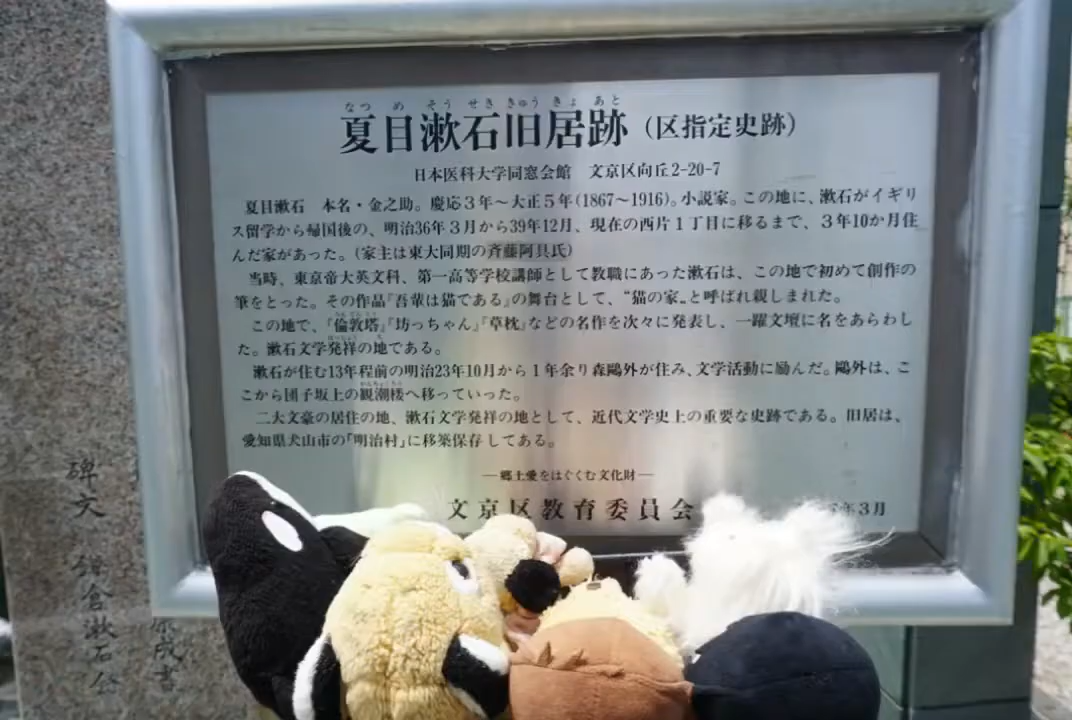 なつ め そう せき きゅう きょ あと
夏目漱石旧居跡（区指定史跡）
日本医科大学同窓会館　文京区向丘2-20-7
夏目漱石　本名・金之助。慶応３年〜大正５年(1867〜1916)。小説家。この地に、漱石がイギリ
ス留学から帰国後の、明治36年３月から39年12月、現在の西片１丁目に移るまで、３年10か月住
んだ家があった。(家主は東大同期の斉藤阿具氏)
当時、東京帝大英文科、第一高等学校講師として教職にあった漱石は、この地で初めて創作の
筆をとった。その作品『吾輩は猫である』の舞台として、“猫の家„と呼ばれ親しまれた。
この地で、『倫敦塔』『坊っちゃん』『草枕』などの名作を次々に発表し、一躍文壇に名をあらわし
た。漱石文学発祥の地である。
漱石が住む13年程前の明治23年10月から１年余り森鷗外が住み、文学活動に励んだ。鷗外は、こ
こから団子坂上の観潮楼へ移っていった。
二大文豪の居住の地、漱石文学発祥の地として、近代文学史上の重要な史跡である。旧居は、
愛知県犬山市の「明治村」に移築保存してある。
―郷土愛をはぐくむ文化財―
文京区教育委員会
年３月
碑文
鎌倉漱石
成書